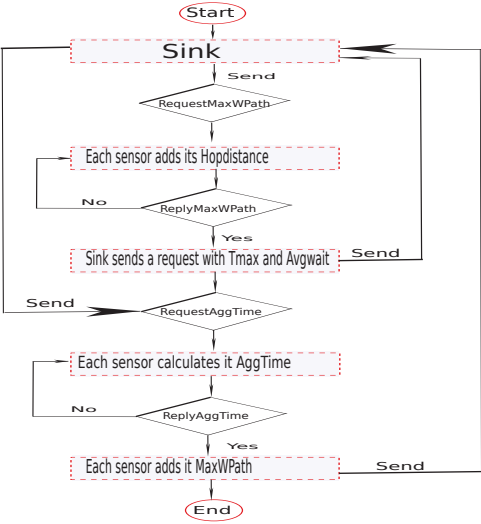 Start
Sink
Send
RequestMaxWPath
Each sensor adds its Hopdistance
No
ReplyMaxWPath
Yes
Sink sends a request with Tmax and Avgwait
Send
Send
RequestAggTime
Each sensor calculates it AggTime
No
ReplyAggTime
Yes
Each sensor adds it MaxWPath
Send
End